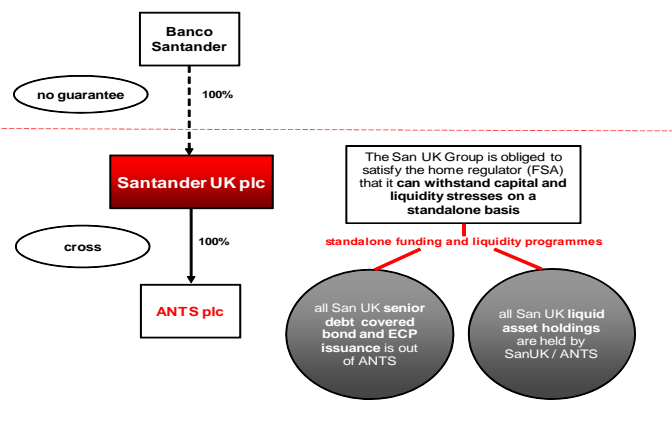 Banco
Santander
no guarantee
100%
Santander UK plc
cross
100%
ANTS plc
The San UK Group is obliged to
satisfy the home regulator (FSA)
that it can withstand capital and
liquidity stresses on a
standalone basis
standalone funding and liquidity programmes
all San UK senior
debt covered
bond and ECP
issuance is out
of ANTS
all San UK liquid
asset holdings
are held by
SanUK / ANTS